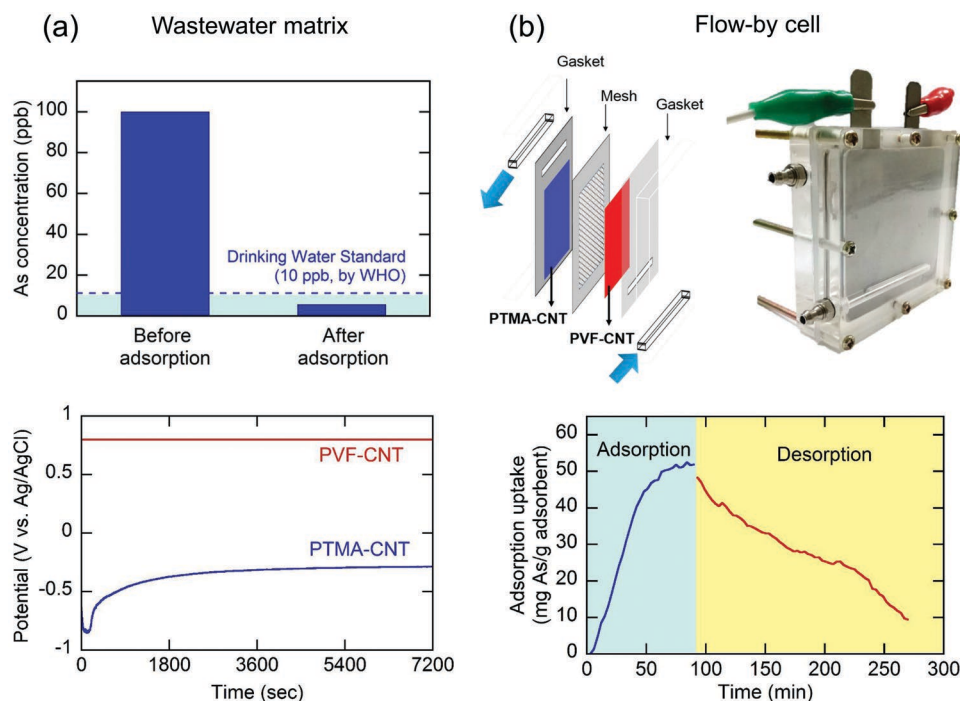 (a)
Wastewater matrix
As concentration (ppb)
100
80
60
40
20
0
Drinking Water Standard
(10 ppb, by WHO)
Before
adsorption
After
adsorption
Potential (V vs. Ag/AgCl)
1
0.5
0
-0.5
-1
PVF-CNT
PTMA-CNT
0
1800
3600
5400
7200
Time (sec)
(b)
Flow-by cell
Gasket
Mesh
Gasket
PTMA-CNT
PVF-CNT
Adsorption uptake
(mg As/g adsorbent)
60
50
40
30
20
10
0
Adsorption
Desorption
0
50
100
150
200
250
300
Time (min)